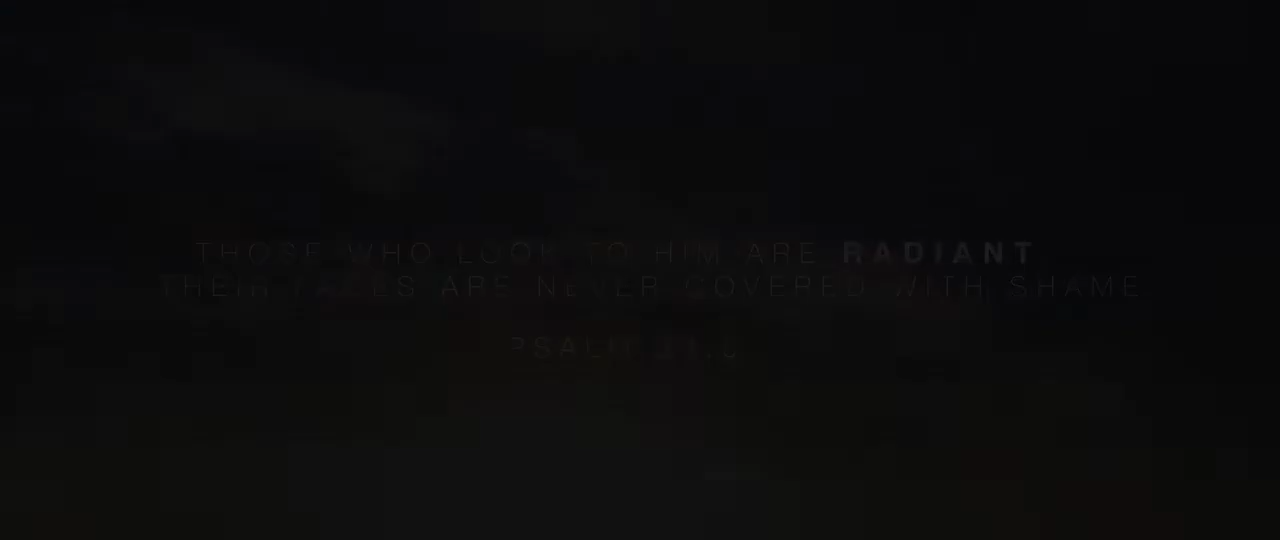 THOSE WHO LOOK TO HIM ARE RADIANT
THEIR FACES ARE NEVER COVERED WITH SHAME
PSALM